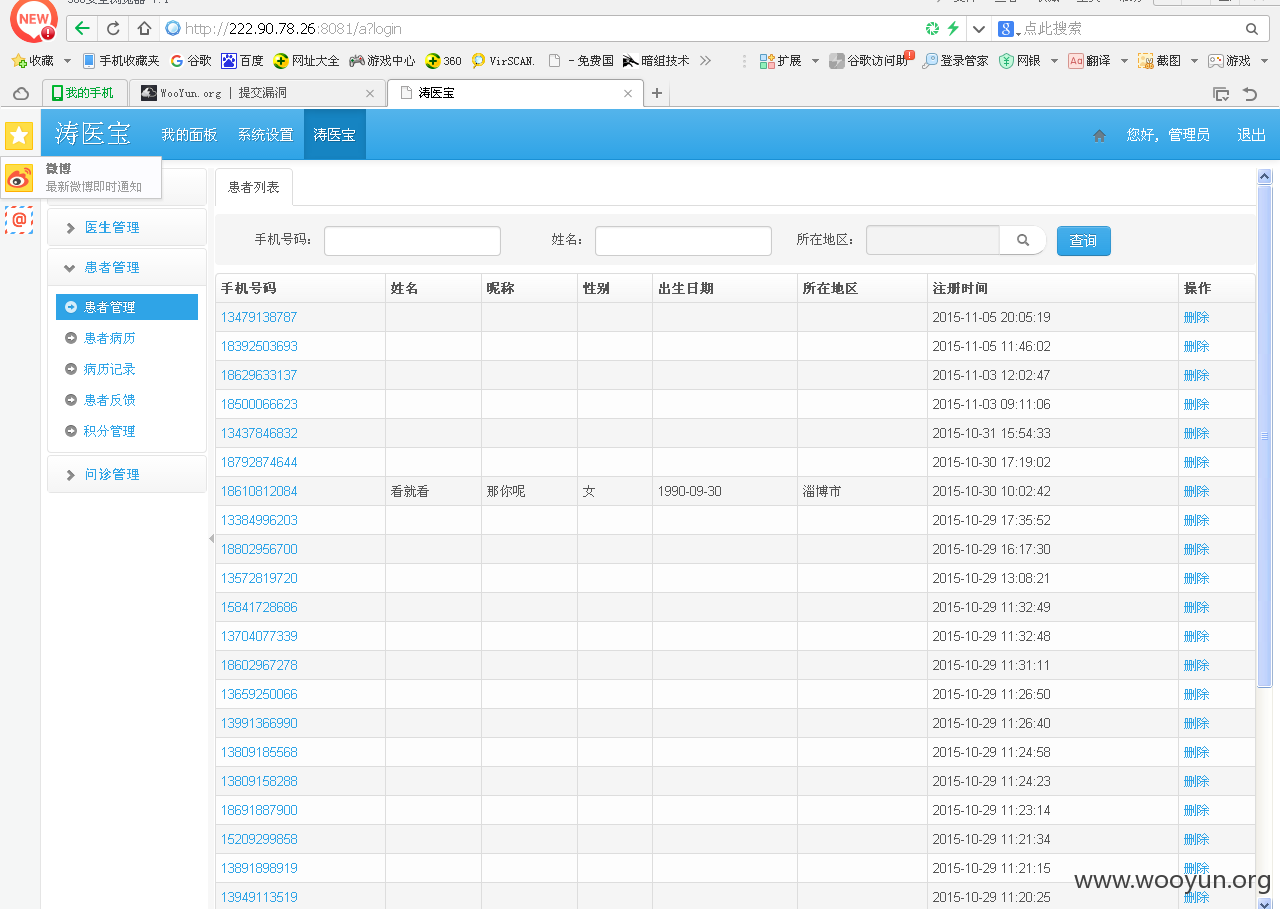 NEW
http://222.90.78.26:8081/a?login
点此搜索
收藏 手机收藏夹 谷歌 百度 网址大全 游戏中心 360 VirSCAN. - 免费国 暗组技术 扩展 谷歌访问助 登录管家 网银 翻译 截图 游戏
我的手机 WooYun.org | 提交漏洞 涛医宝
涛医宝 我的面板 系统设置 涛医宝 您好, 管理员 退出
微博
最新微博即时通知
医生管理
患者管理
患者管理
患者病历
病历记录
患者反馈
积分管理
问诊管理
患者列表
手机号码: 姓名: 所在地区: 查询
手机号码 姓名 昵称 性别 出生日期 所在地区 注册时间 操作
13479138787 2015-11-05 20:05:19 删除
18392503693 2015-11-05 11:46:02 删除
18629633137 2015-11-03 12:02:47 删除
18500066623 2015-11-03 09:11:06 删除
13437846832 2015-10-31 15:54:33 删除
18792874644 2015-10-30 17:19:02 删除
18610812084 看就看 那你呢 女 1990-09-30 淄博市 2015-10-30 10:02:42 删除
13384996203 2015-10-29 17:35:52 删除
18802956700 2015-10-29 16:17:30 删除
13572819720 2015-10-29 13:08:21 删除
15841728686 2015-10-29 11:32:49 删除
13704077339 2015-10-29 11:32:48 删除
18602967278 2015-10-29 11:31:11 删除
13659250066 2015-10-29 11:26:50 删除
13991366990 2015-10-29 11:26:40 删除
13809185568 2015-10-29 11:24:58 删除
13809158288 2015-10-29 11:24:23 删除
18691887900 2015-10-29 11:23:14 删除
15209299858 2015-10-29 11:21:34 删除
13891898919 2015-10-29 11:21:15 删除
13949113519 2015-10-29 11:20:25 删除
www.wooyun.org